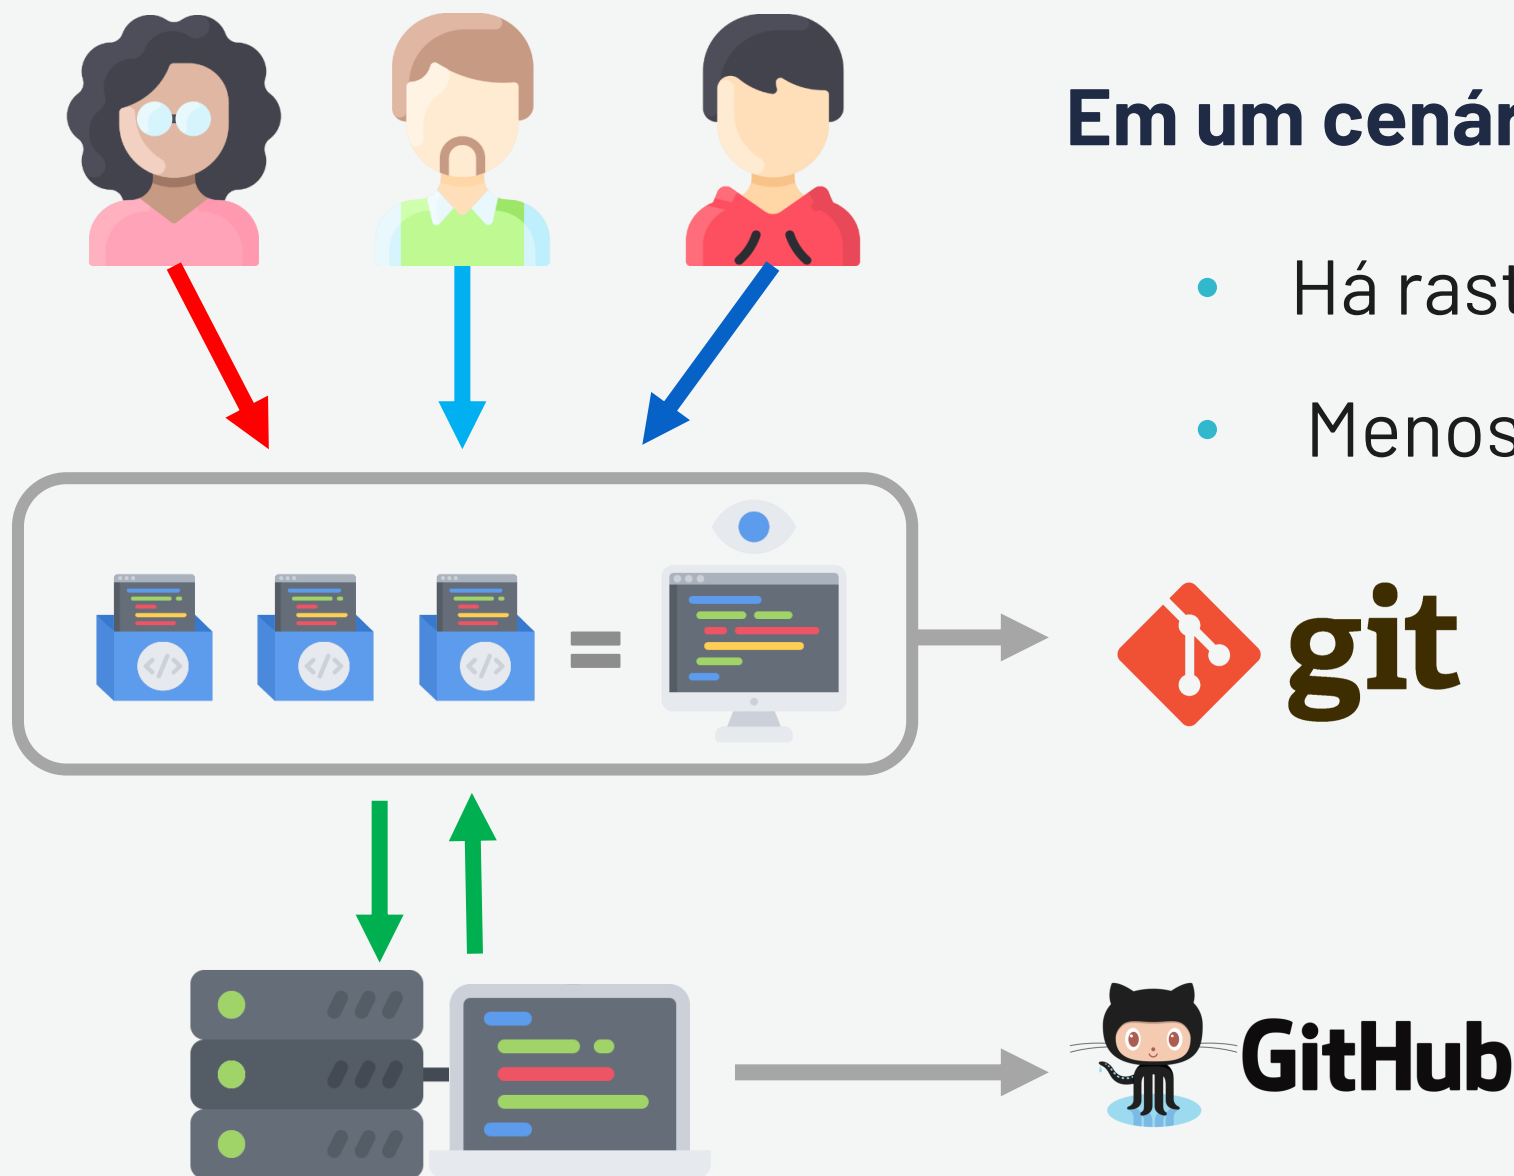 Em um cenár
Há rast
Menos
</>
</>
</>
=
git
GitHub